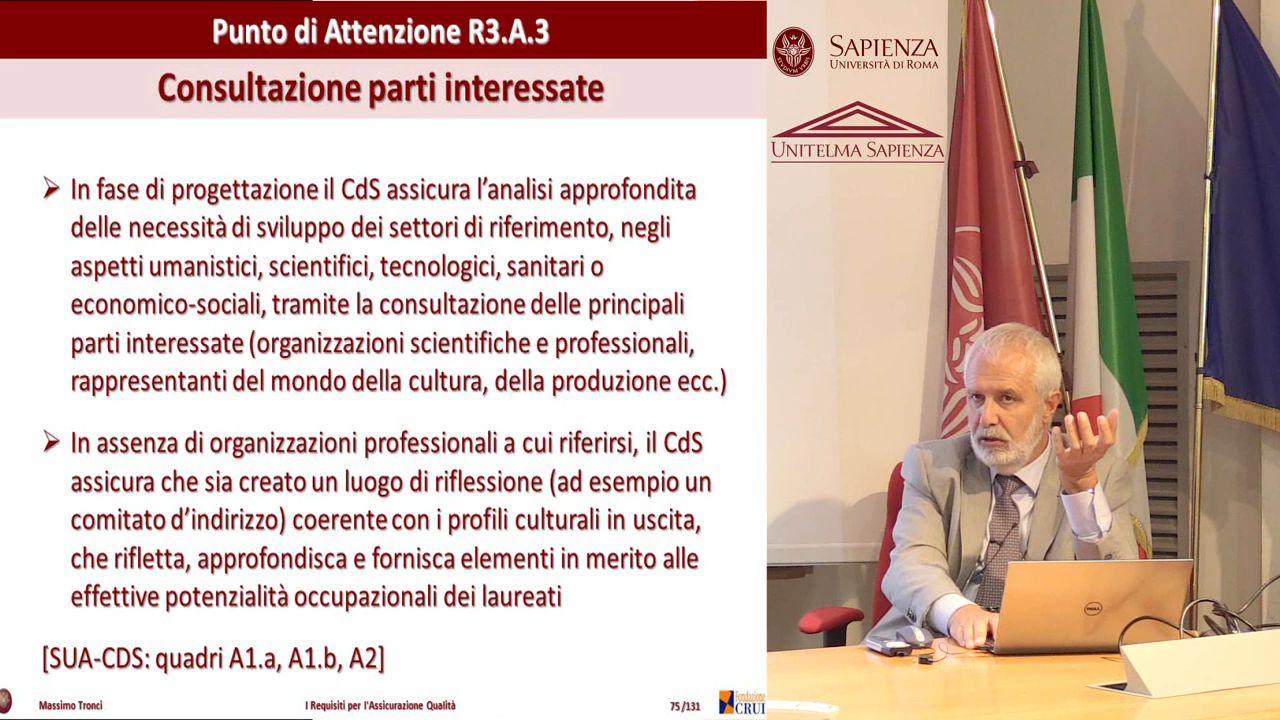 Punto di Attenzione R3.A.3
Consultazione parti interessate
In fase di progettazione il CdS assicura l'analisi approfondita
delle necessità di sviluppo dei settori di riferimento, negli
aspetti umanistici, scientifici, tecnologici, sanitari o
economico-sociali, tramite la consultazione delle principali
parti interessate (organizzazioni scientifiche e professionali,
rappresentanti del mondo della cultura, della produzione ecc.)
In assenza di organizzazioni professionali a cui riferirsi, il CdS
assicura che sia creato un luogo di riflessione (ad esempio un
comitato d'indirizzo) coerente con i profili culturali in uscita,
che rifletta, approfondisca e fornisca elementi in merito alle
effettive potenzialità occupazionali dei laureati
[SUA-CDS: quadri A1.a, A1.b, A2]
Massimo Tronci
I Requisiti per l'Assicurazione Qualità
75 /131
Fondazione
CRUI
SAPIENZA
UNIVERSITÀ DI ROMA
UNITELMA SAPIENZA
DELL